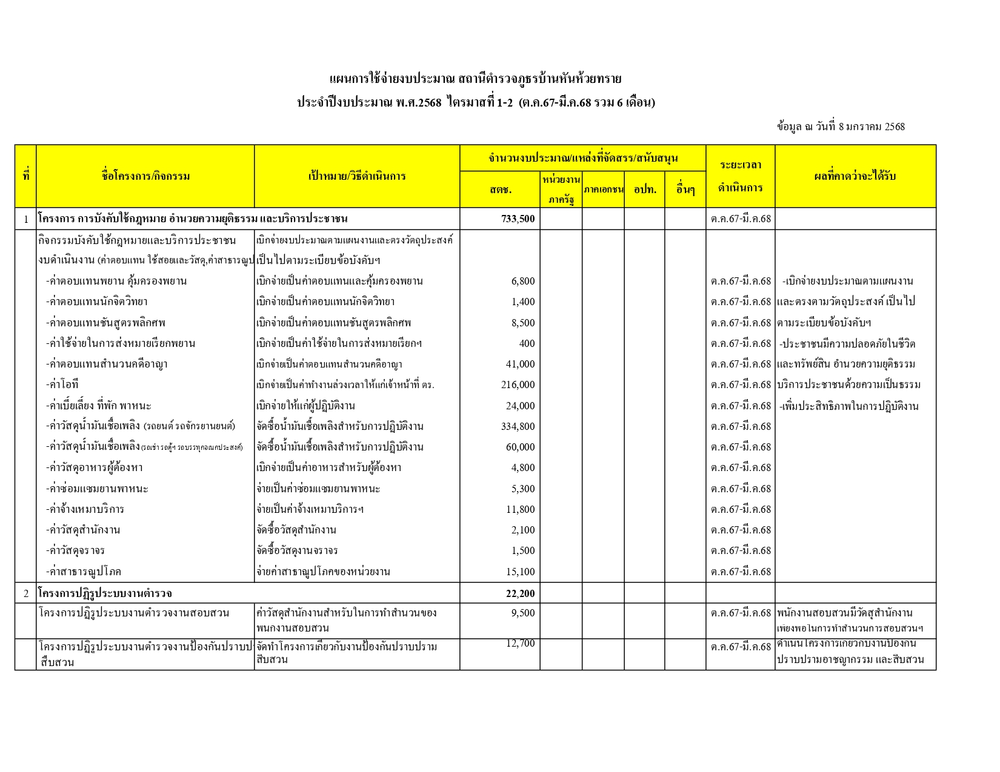 แผนการใช้จ่ายงบประมาณ สถานีตำรวจภูธรบ้านหันห้วยทราย
ประจำปีงบประมาณ พ.ศ.2568 ไตรมาสที่ 1-2 (ต.ค.67-มี.ค.68 รวม 6 เดือน)
ข้อมูล ณ วันที่ 8 มกราคม 2568
ที่ ชื่อโครงการ/กิจกรรม เป้าหมาย/วิธีดำเนินการ จำนวนงบประมาณ/แหล่งที่จัดสรร/สนับสนุน ระยะเวลา ดำเนินการ ผลที่คาดว่าจะได้รับ
สตช. หน่วยงาน ภาครัฐ ภาคเอกชน อปท. อื่นๆ
1 โครงการ การบังคับใช้กฎหมาย อำนวยความยุติธรรม และบริการประชาชน 733,500 ต.ค.67-มี.ค.68
กิจกรรมบังคับใช้กฎหมายและบริการประชาชน เบิกจ่ายงบประมาณตามแผนงานและตรงวัตถุประสงค์
งบดำเนินงาน (ค่าตอบแทน ใช้สอยและวัสดุ,ค่าสาธารณูป เป็นไปตามระเบียบข้อบังคับฯ
-ค่าตอบแทนพยาน คุ้มครองพยาน เบิกจ่ายเป็นค่าตอบแทนและคุ้มครองพยาน 6,800 ต.ค.67-มี.ค.68 -เบิกจ่ายงบประมาณตามแผนงาน
-ค่าตอบแทนนักจิตวิทยา เบิกจ่ายเป็นค่าตอบแทนนักจิตวิทยา 1,400 ต.ค.67-มี.ค.68 และตรงตามวัตถุประสงค์ เป็นไป
-ค่าตอบแทนชันสูตรพลิกศพ เบิกจ่ายเป็นค่าตอบแทนชันสูตรพลิกศพ 8,500 ต.ค.67-มี.ค.68 ตามระเบียบข้อบังคับฯ
-ค่าใช้จ่ายในการส่งหมายเรียกพยาน เบิกจ่ายเป็นค่าใช้จ่ายในการส่งหมายเรียกฯ 400 ต.ค.67-มี.ค.68 -ประชาชนมีความปลอดภัยในชีวิต
-ค่าตอบแทนสำนวนคดีอาญา เบิกจ่ายเป็นค่าตอบแทนสำนวนคดีอาญา 41,000 ต.ค.67-มี.ค.68 และทรัพย์สิน อำนวยความยุติธรรม
-ค่าโอที เบิกจ่ายเป็นค่าทำงานล่วงเวลาให้แก่เจ้าหน้าที่ ตร. 216,000 ต.ค.67-มี.ค.68 บริการประชาชนด้วยความเป็นธรรม
-ค่าเบี้ยเลี้ยง ที่พัก พาหนะ เบิกจ่ายให้แก่ผู้ปฏิบัติงาน 24,000 ต.ค.67-มี.ค.68 -เพิ่มประสิทธิภาพในการปฏิบัติงาน
-ค่าวัสดุน้ำมันเชื้อเพลิง (รถยนต์ รถจักรยานยนต์) จัดซื้อน้ำมันเชื้อเพลิงสำหรับการปฏิบัติงาน 334,800 ต.ค.67-มี.ค.68
-ค่าวัสดุน้ำมันเชื้อเพลิง(รถเช่า รถตู้ฯ รถบรรทุกอเนกประสงค์) จัดซื้อน้ำมันเชื้อเพลิงสำหรับการปฏิบัติงาน 60,000 ต.ค.67-มี.ค.68
-ค่าวัสดุอาหารผู้ต้องหา เบิกจ่ายเป็นค่าอาหารสำหรับผู้ต้องหา 4,800 ต.ค.67-มี.ค.68
-ค่าซ่อมแซมยานพาหนะ จ่ายเป็นค่าซ่อมแซมยานพาหนะ 5,300 ต.ค.67-มี.ค.68
-ค่าจ้างเหมาบริการ จ่ายเป็นค่าจ้างเหมาบริการฯ 11,800 ต.ค.67-มี.ค.68
-ค่าวัสดุสำนักงาน จัดซื้อวัสดุสำนักงาน 2,100 ต.ค.67-มี.ค.68
-ค่าวัสดุจราจร จัดซื้อวัสดุงานจราจร 1,500 ต.ค.67-มี.ค.68
-ค่าสาธารณูปโภค จ่ายค่าสาธาณูปโภคของหน่วยงาน 15,100 ต.ค.67-มี.ค.68
2 โครงการปฏิรูประบบงานตำรวจ 22,200
โครงการปฏิรูประบบงานตำรวจงานสอบสวน ค่าวัสดุสำนักงานสำหรับในการทำสำนวนของ 9,500 ต.ค.67-มี.ค.68 พนักงานสอบสวนมีวัดสุสำนักงาน
พนกงานสอบสวน เพียงพอในการทำสำนวนการสอบสวนฯ
โครงการปฏิรูประบบงานตำรวจงานป้องกันปราบป จัดทำโครงการเกี่ยวกับงานป้องกันปราบปราม 12,700 ต.ค.67-มี.ค.68 ดำเนินโครงการเกี่ยวกับงานป้องกัน
สืบสวน สืบสวน ปราบปรามอาชญากรรม และสืบสวน